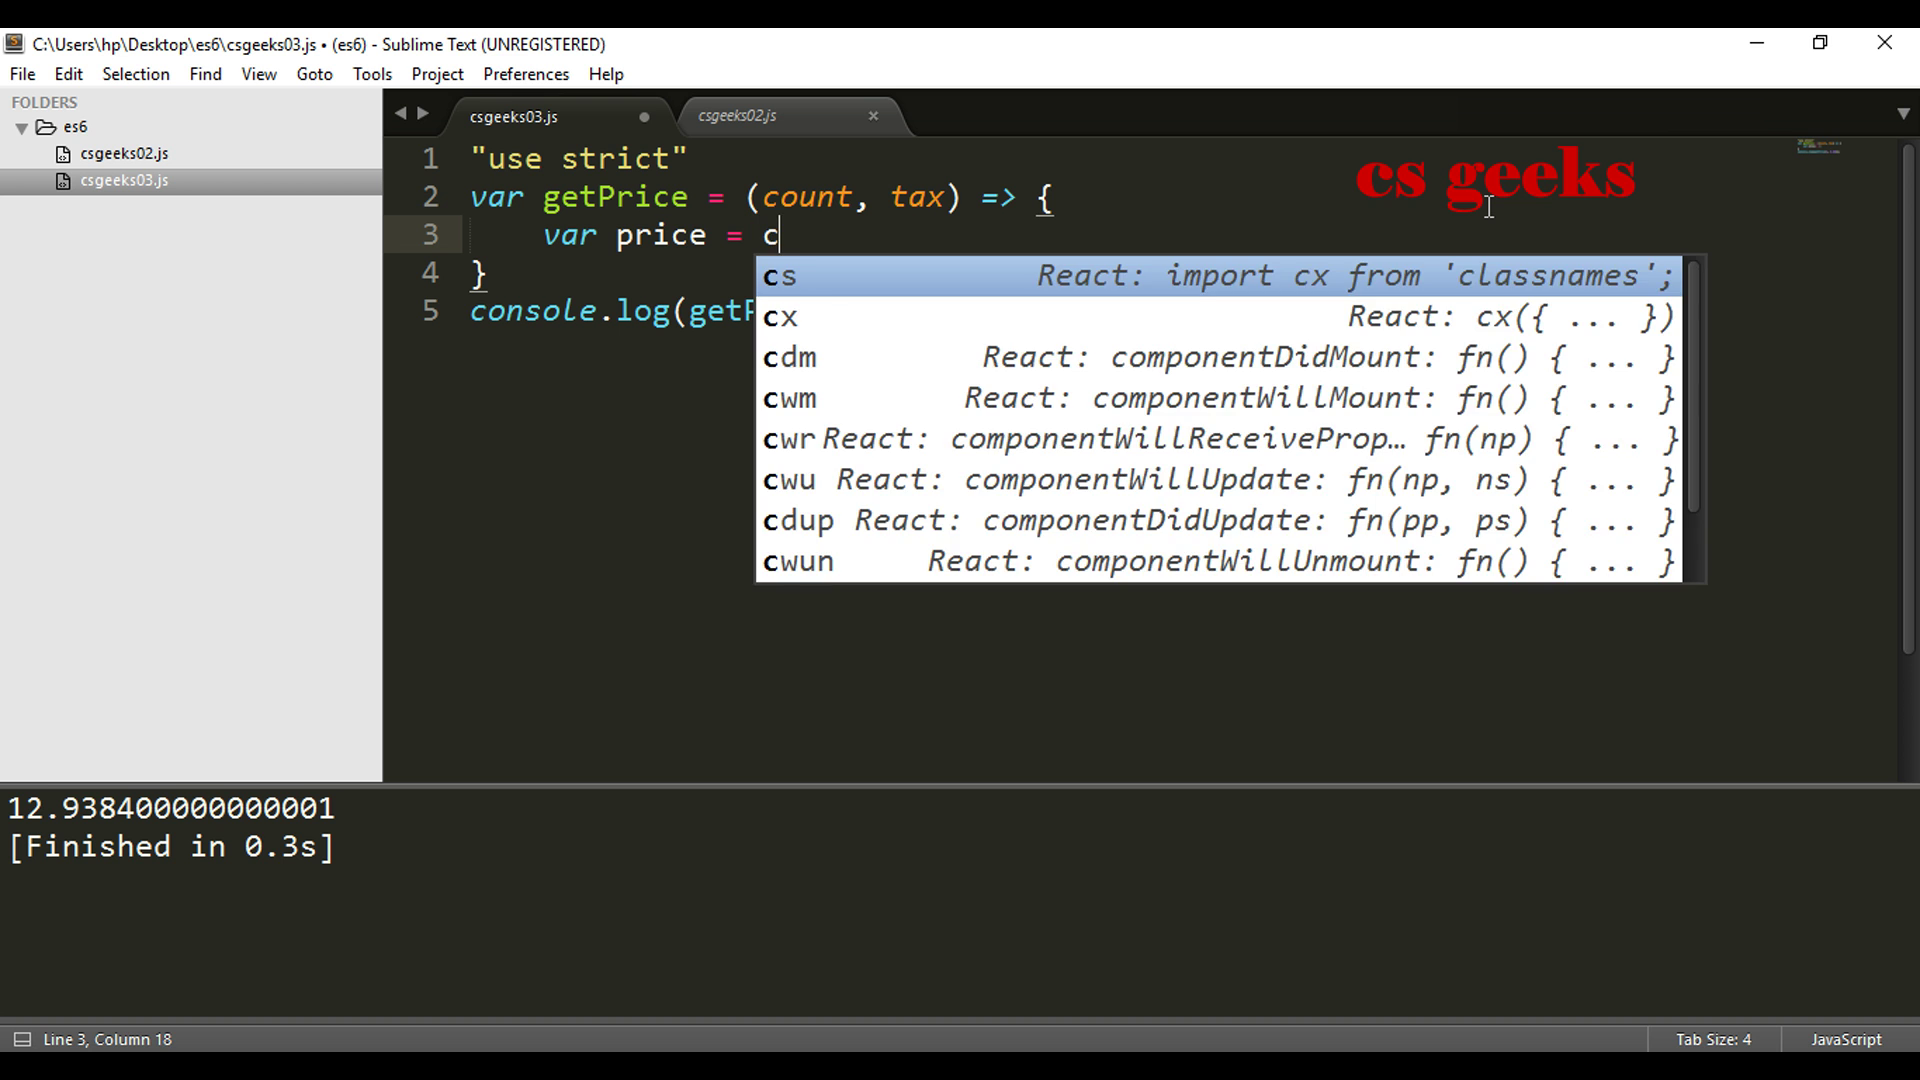 C:\Users\hp\Desktop\es6\csgeeks03.js • (es6) - Sublime Text (UNREGISTERED)
File Edit Selection Find View Goto Tools Project Preferences Help
FOLDERS
es6
csgeeks02.js
csgeeks03.js
csgeeks03.js csgeeks02.js
cs geeks
1 "use strict"
2 var getPrice = (count, tax) => {
3 var price = c
4 }
5 console.log(getP
cs React: import cx from 'classnames';
cx React: cx({ ... })
cdm React: componentDidMount: fn() { ... }
cwm React: componentWillMount: fn() { ... }
cwr React: componentWillReceiveProp… fn(np) { ... }
cwu React: componentWillUpdate: fn(np, ns) { ... }
cdup React: componentDidUpdate: fn(pp, ps) { ... }
cwun React: componentWillUnmount: fn() { ... }
12.938400000000001
[Finished in 0.3s]
Line 3, Column 18 Tab Size: 4 JavaScript